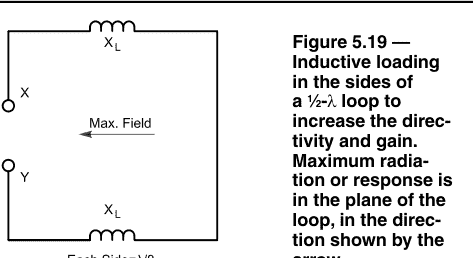 X
L
X
Max. Field
Y
X
L
Figure 5.19 —
Inductive loading
in the sides of
a ½-λ loop to
increase the direc-
tivity and gain.
Maximum radia-
tion or response is
in the plane of the
loop, in the direc-
tion shown by the